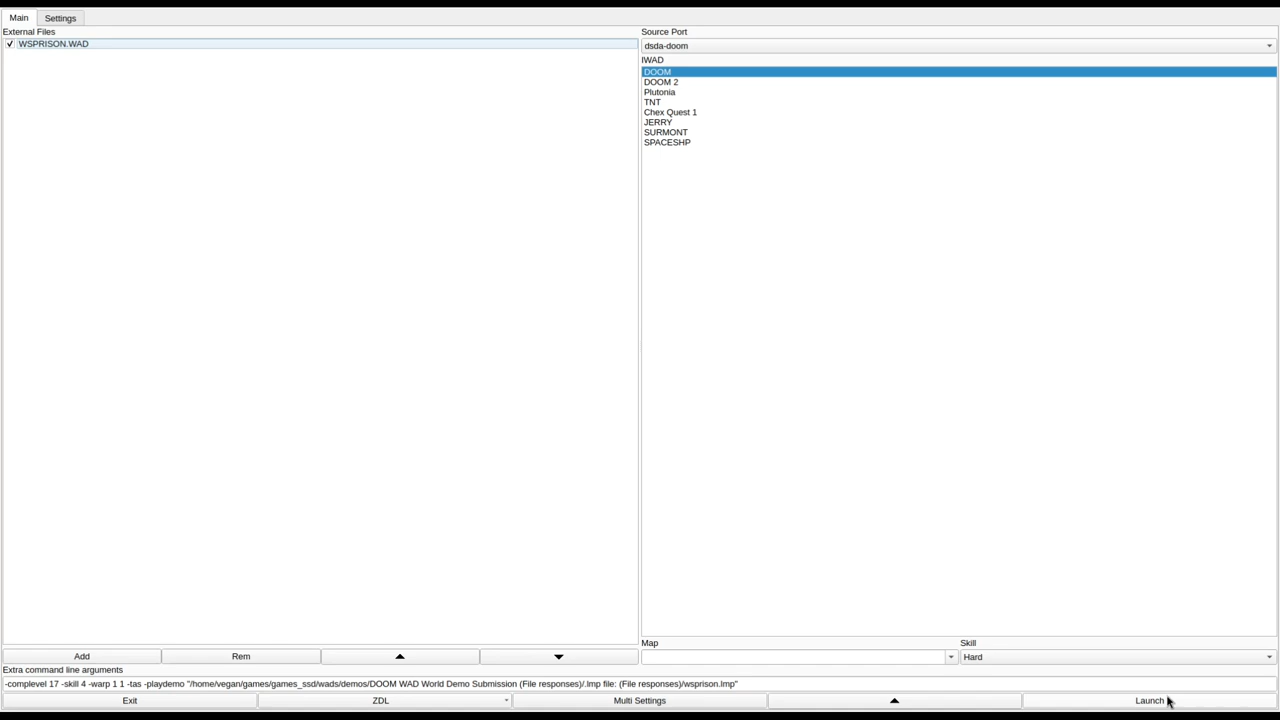 Main Settings
External Files
WSPRISON.WAD
Source Port
dsda-doom
IWAD
DOOM
DOOM 2
Plutonia
TNT
Chex Quest 1
JERRY
SURMONT
SPACESHP
Add Rem
Map Skill
Hard
Extra command line arguments
-complevel 17 -skill 4 -warp 1 1 -tas -playdemo "/home/vegan/games/games_ssd/wads/demos/DOOM WAD World Demo Submission (File responses)/.lmp file: (File responses)/wsprison.lmp"
Exit ZDL Multi Settings Launch